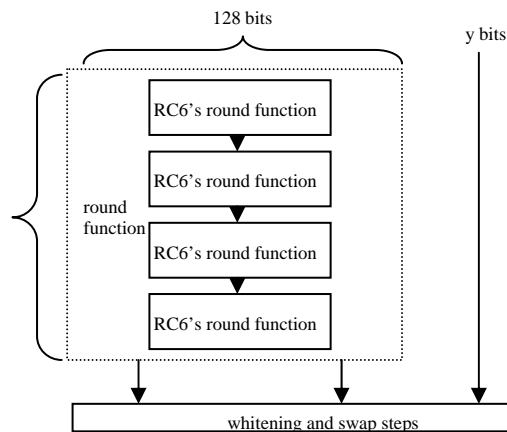 128 bits
y bits
RC6's round function
RC6's round function
round
function
RC6's round function
RC6's round function
whitening and swap steps